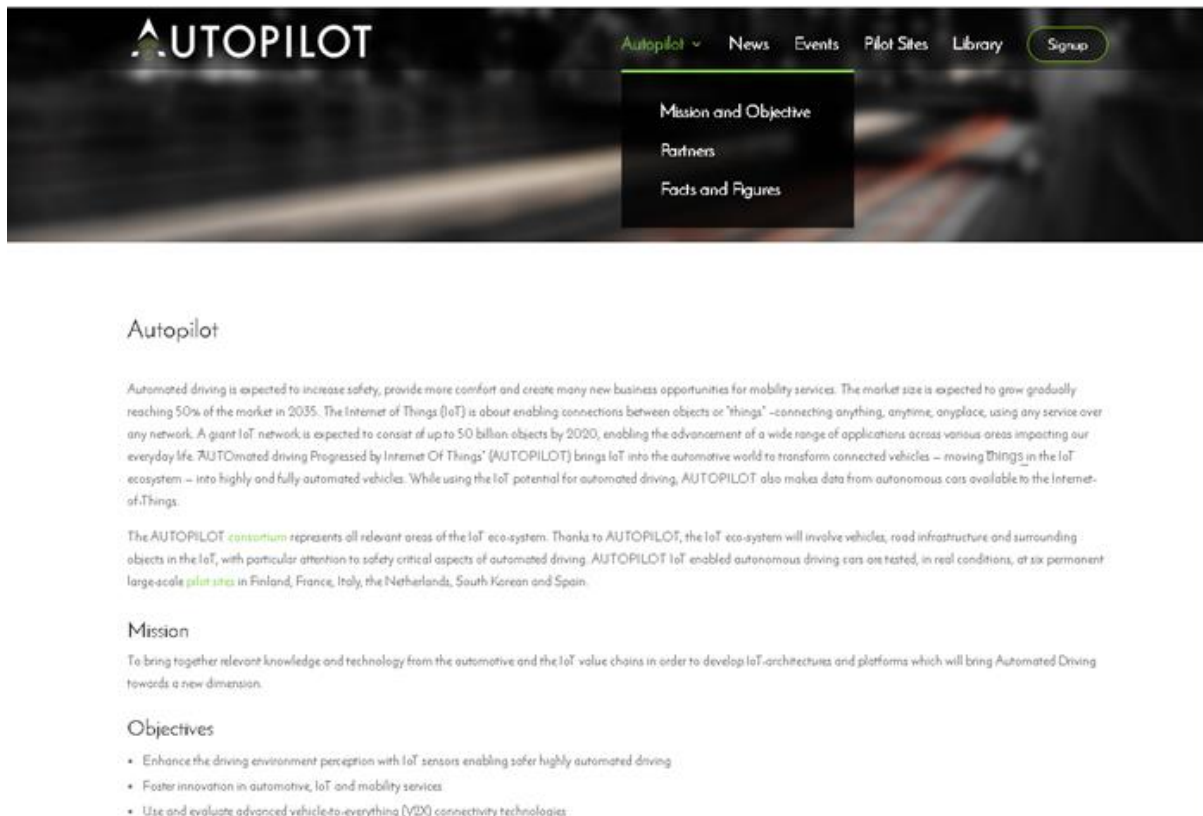 AUTOPILOT
Autopilot News Events Pilot Sites Library Signup
Mission and Objective
Partners
Facts and Figures
Autopilot
Automated driving is expected to increase safety, provide more comfort and create many new business opportunities for mobility services. The market size is expected to grow gradually
reaching 50% of the market in 2035. The Internet of Things (IoT) is about enabling connections between objects or "things" –connecting anything, anytime, anyplace, using any service over
any network. A giant IoT network is expected to consist of up to 50 billion objects by 2020, enabling the advancement of a wide range of applications across various areas impacting our
everyday life. "AUTOmated driving Progressed by Internet Of Things" (AUTOPILOT) brings IoT into the automotive world to transform connected vehicles – moving things in the IoT
ecosystem – into highly and fully automated vehicles. While using the IoT potential for automated driving, AUTOPILOT also makes data from autonomous cars available to the Internet-
of-Things.
The AUTOPILOT consortium represents all relevant areas of the IoT eco-system. Thanks to AUTOPILOT, the IoT eco-system will involve vehicles, road infrastructure and surrounding
objects in the IoT, with particular attention to safety critical aspects of automated driving. AUTOPILOT IoT enabled autonomous driving cars are tested, in real conditions, at six permanent
large-scale pilot sites in Finland, France, Italy, the Netherlands, South Korean and Spain.
Mission
To bring together relevant knowledge and technology from the automotive and the IoT value chains in order to develop IoT-architectures and platforms which will bring Automated Driving
towards a new dimension.
Objectives
• Enhance the driving environment perception with IoT sensors enabling safer highly automated driving
• Foster innovation in automotive, IoT and mobility services
• Use and evaluate advanced vehicle-to-everything (V2X) connectivity technologies